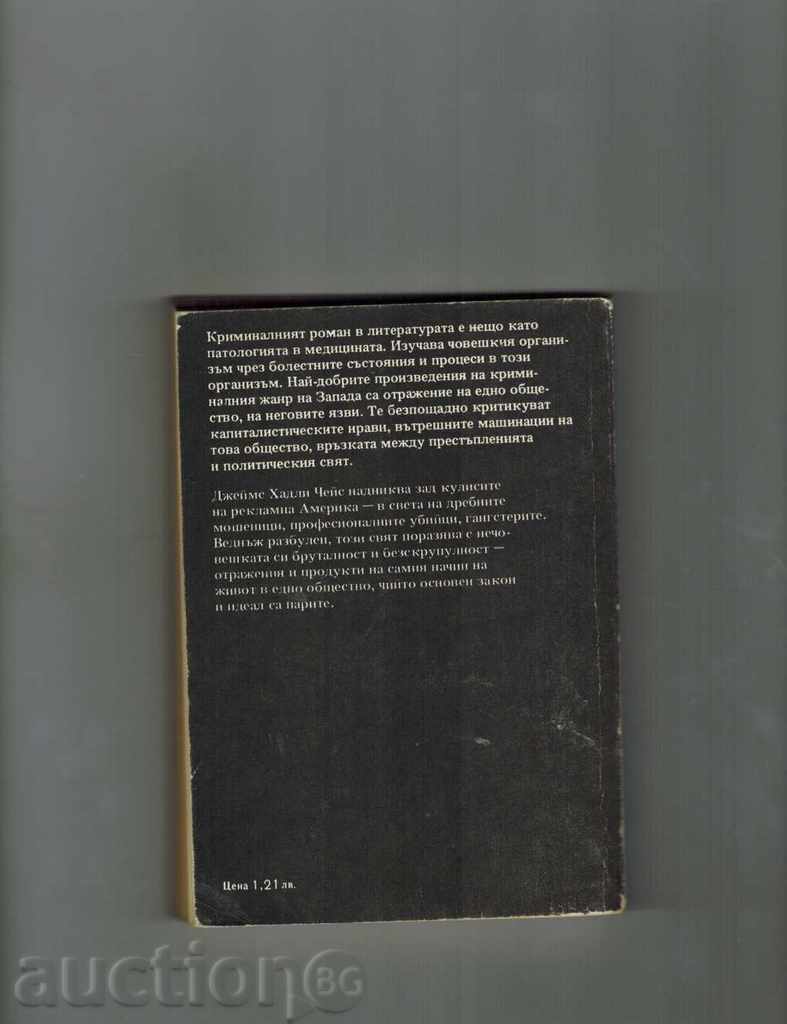 Криминалният роман в литературата е нещо като
патологията в медицината. Изучава човешкия органи-
зъм чрез болестните състояния и процеси в този
организъм. Най-добрите произведения на крими-
налния жанр на Запада са отражение на едно обще-
ство, на неговите язви. Те безпощадно критикуват
капиталистическите нрави, вътрешните машинации на
това общество, връзката между престъпленията
и политическия свят.
Джеймс Хадли Чейс надниква зад кулисите
на рекламна Америка — в света на дребните
мошеници, професионалните убийци, гангстерите.
Веднъж разбулен, този свят поразява с нечо-
вешката си бруталност и безскрупулност —
отражения и продукти на самия начин на
живот в едно общество, чийто основен закон
и идеал са парите.
Цена 1,21 лв.
auctionBG